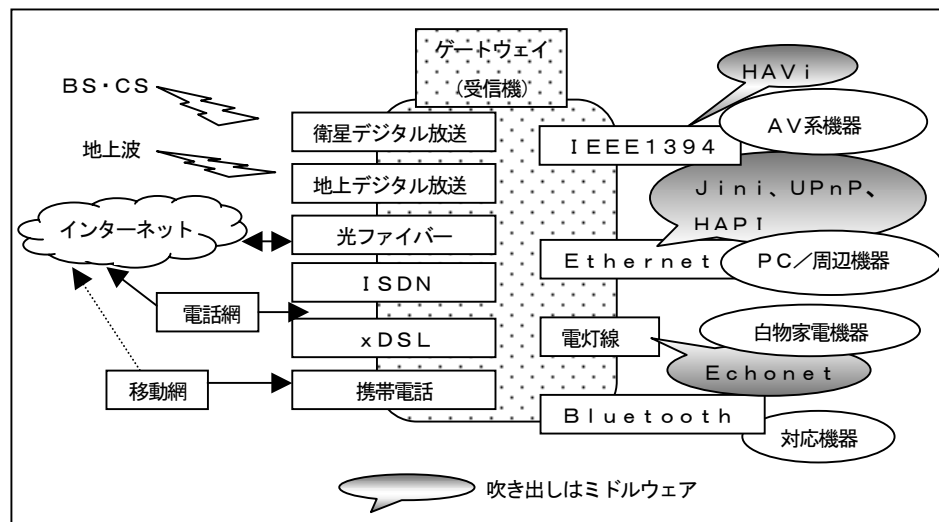 ゲートウェイ
(受信機)
BS・CS
地上波
インターネット
電話網
移動網
衛星デジタル放送
地上デジタル放送
光ファイバー
ISDN
xDSL
携帯電話
HAVi
AV系機器
IEEE1394
Jini、UPnP、
HAPI
Ethernet
PC/周辺機器
電灯線
白物家電機器
Echonet
Bluetooth
対応機器
吹き出しはミドルウェア